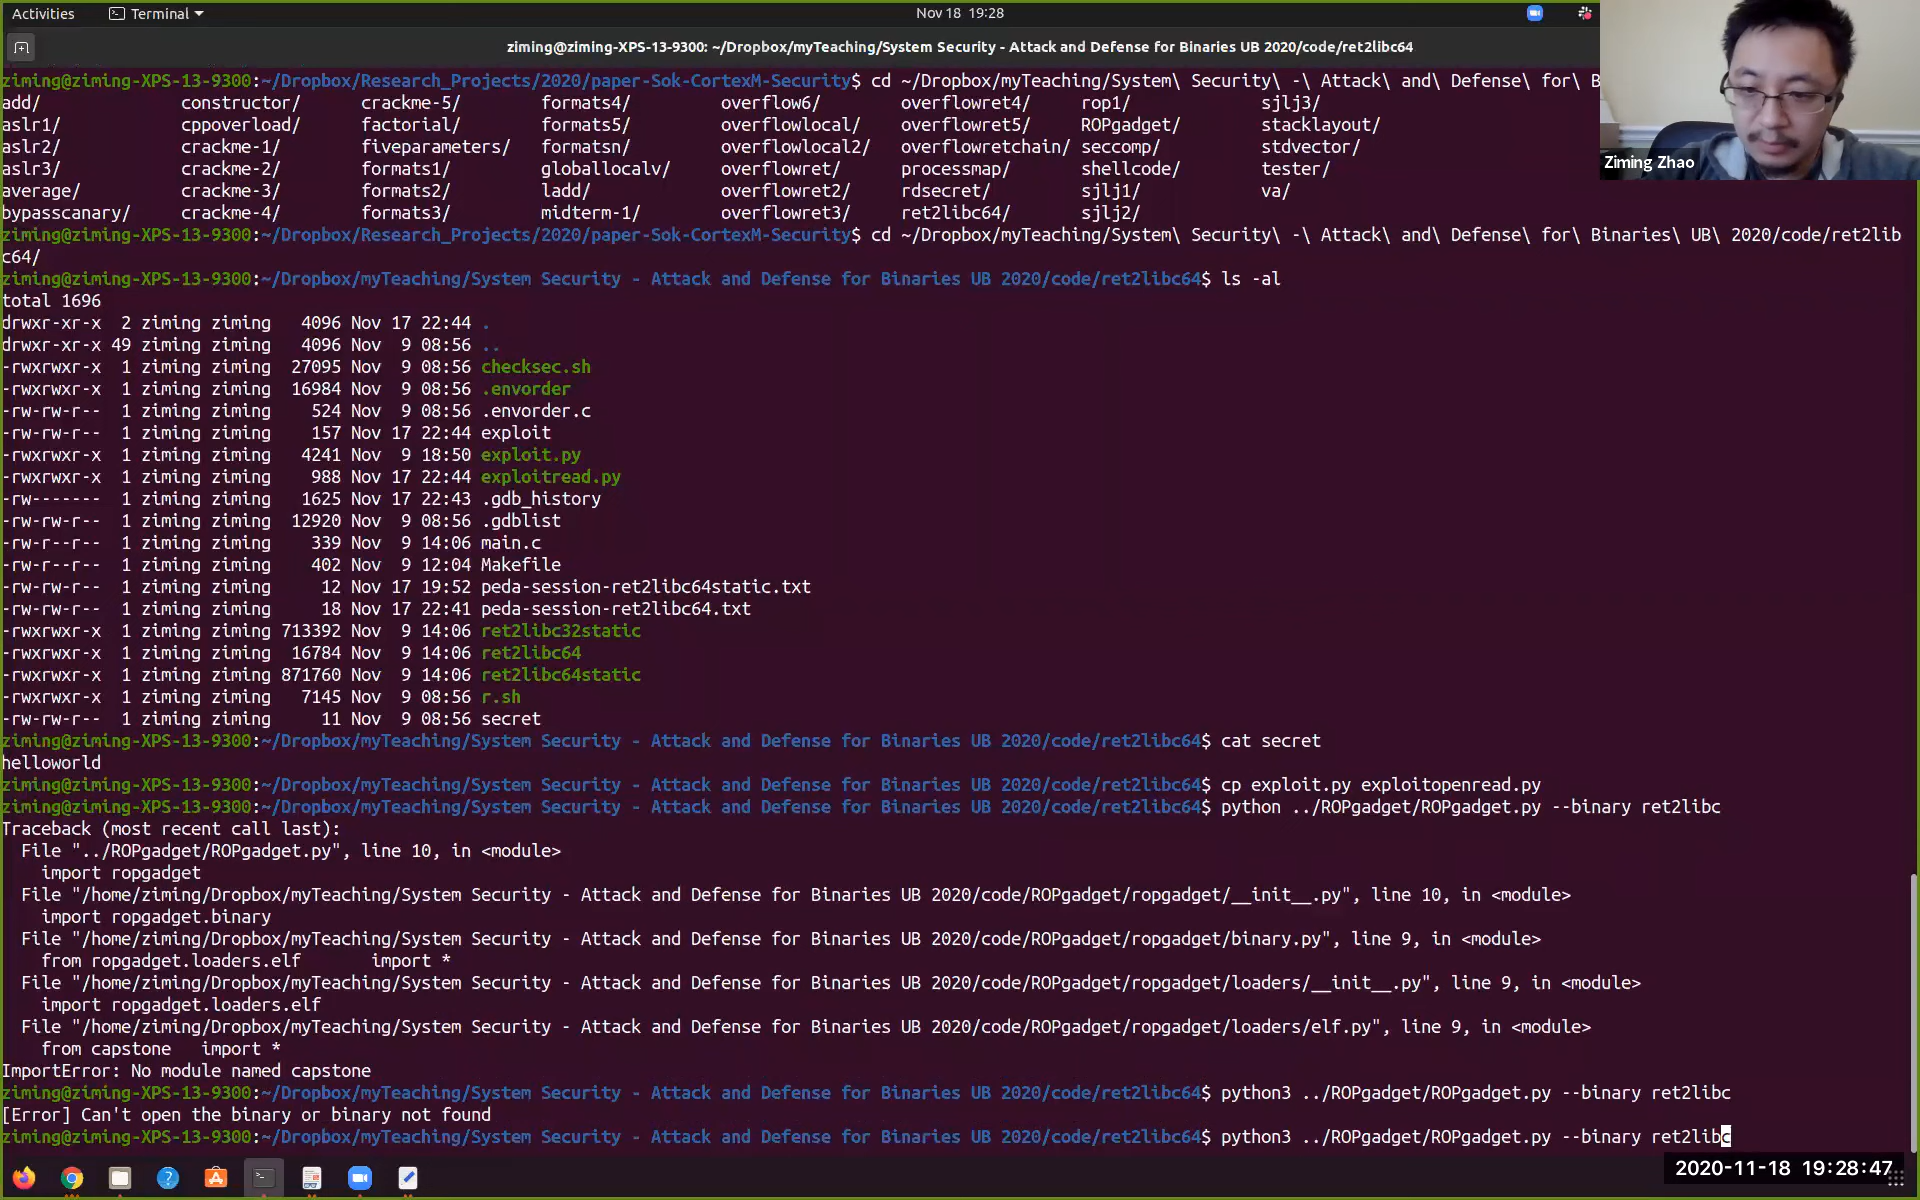 Activities Terminal Nov 18 19:28
ziming@ziming-XPS-13-9300: ~/Dropbox/myTeaching/System Security - Attack and Defense for Binaries UB 2020/code/ret2libc64
ziming@ziming-XPS-13-9300:~/Dropbox/Research_Projects/2020/paper-Sok-CortexM-Security$ cd ~/Dropbox/myTeaching/System\ Security\ -\ Attack\ and\ Defense\ for\ B
add/ constructor/ crackme-5/ formats4/ overflow6/ overflowret4/ rop1/ sjlj3/
aslr1/ cppoverload/ factorial/ formats5/ overflowlocal/ overflowret5/ ROPgadget/ stacklayout/
aslr2/ crackme-1/ fiveparameters/ formatsn/ overflowlocal2/ overflowretchain/ seccomp/ stdvector/
aslr3/ crackme-2/ formats1/ globallocalv/ overflowret/ processmap/ shellcode/ tester/
average/ crackme-3/ formats2/ ladd/ overflowret2/ rdsecret/ sjlj1/ va/
bypasscanary/ crackme-4/ formats3/ midterm-1/ overflowret3/ ret2libc64/ sjlj2/
Ziming Zhao
ziming@ziming-XPS-13-9300:~/Dropbox/Research_Projects/2020/paper-Sok-CortexM-Security$ cd ~/Dropbox/myTeaching/System\ Security\ -\ Attack\ and\ Defense\ for\ Binaries\ UB\ 2020/code/ret2lib
c64/
ziming@ziming-XPS-13-9300:~/Dropbox/myTeaching/System Security - Attack and Defense for Binaries UB 2020/code/ret2libc64$ ls -al
total 1696
drwxr-xr-x 2 ziming ziming 4096 Nov 17 22:44 .
drwxr-xr-x 49 ziming ziming 4096 Nov 9 08:56 ..
-rwxrwxr-x 1 ziming ziming 27095 Nov 9 08:56 checksec.sh
-rwxrwxr-x 1 ziming ziming 16984 Nov 9 08:56 .envorder
-rw-rw-r-- 1 ziming ziming 524 Nov 9 08:56 .envorder.c
-rw-rw-r-- 1 ziming ziming 157 Nov 17 22:44 exploit
-rwxrwxr-x 1 ziming ziming 4241 Nov 9 18:50 exploit.py
-rwxrwxr-x 1 ziming ziming 988 Nov 17 22:44 exploitread.py
-rw------- 1 ziming ziming 1625 Nov 17 22:43 .gdb_history
-rw-rw-r-- 1 ziming ziming 12920 Nov 9 08:56 .gdblist
-rw-rw-r-- 1 ziming ziming 339 Nov 9 14:06 main.c
-rw-r--r-- 1 ziming ziming 402 Nov 9 12:04 Makefile
-rw-rw-r-- 1 ziming ziming 12 Nov 17 19:52 peda-session-ret2libc64static.txt
-rw-rw-r-- 1 ziming ziming 18 Nov 17 22:41 peda-session-ret2libc64.txt
-rwxrwxr-x 1 ziming ziming 713392 Nov 9 14:06 ret2libc32static
-rwxrwxr-x 1 ziming ziming 16784 Nov 9 14:06 ret2libc64
-rwxrwxr-x 1 ziming ziming 871760 Nov 9 14:06 ret2libc64static
-rwxrwxr-x 1 ziming ziming 7145 Nov 9 08:56 r.sh
-rw-rw-r-- 1 ziming ziming 11 Nov 9 08:56 secret
ziming@ziming-XPS-13-9300:~/Dropbox/myTeaching/System Security - Attack and Defense for Binaries UB 2020/code/ret2libc64$ cat secret
helloworld
ziming@ziming-XPS-13-9300:~/Dropbox/myTeaching/System Security - Attack and Defense for Binaries UB 2020/code/ret2libc64$ cp exploit.py exploitopenread.py
ziming@ziming-XPS-13-9300:~/Dropbox/myTeaching/System Security - Attack and Defense for Binaries UB 2020/code/ret2libc64$ python ../ROPgadget/ROPgadget.py --binary ret2libc
Traceback (most recent call last):
File "../ROPgadget/ROPgadget.py", line 10, in <module>
import ropgadget
File "/home/ziming/Dropbox/myTeaching/System Security - Attack and Defense for Binaries UB 2020/code/ROPgadget/ropgadget/__init__.py", line 10, in <module>
import ropgadget.binary
File "/home/ziming/Dropbox/myTeaching/System Security - Attack and Defense for Binaries UB 2020/code/ROPgadget/ropgadget/binary.py", line 9, in <module>
from ropgadget.loaders.elf import *
File "/home/ziming/Dropbox/myTeaching/System Security - Attack and Defense for Binaries UB 2020/code/ROPgadget/ropgadget/loaders/__init__.py", line 9, in <module>
import ropgadget.loaders.elf
File "/home/ziming/Dropbox/myTeaching/System Security - Attack and Defense for Binaries UB 2020/code/ROPgadget/ropgadget/loaders/elf.py", line 9, in <module>
from capstone import *
ImportError: No module named capstone
ziming@ziming-XPS-13-9300:~/Dropbox/myTeaching/System Security - Attack and Defense for Binaries UB 2020/code/ret2libc64$ python3 ../ROPgadget/ROPgadget.py --binary ret2libc
[Error] Can't open the binary or binary not found
ziming@ziming-XPS-13-9300:~/Dropbox/myTeaching/System Security - Attack and Defense for Binaries UB 2020/code/ret2libc64$ python3 ../ROPgadget/ROPgadget.py --binary ret2libc
2020-11-18 19:28:47